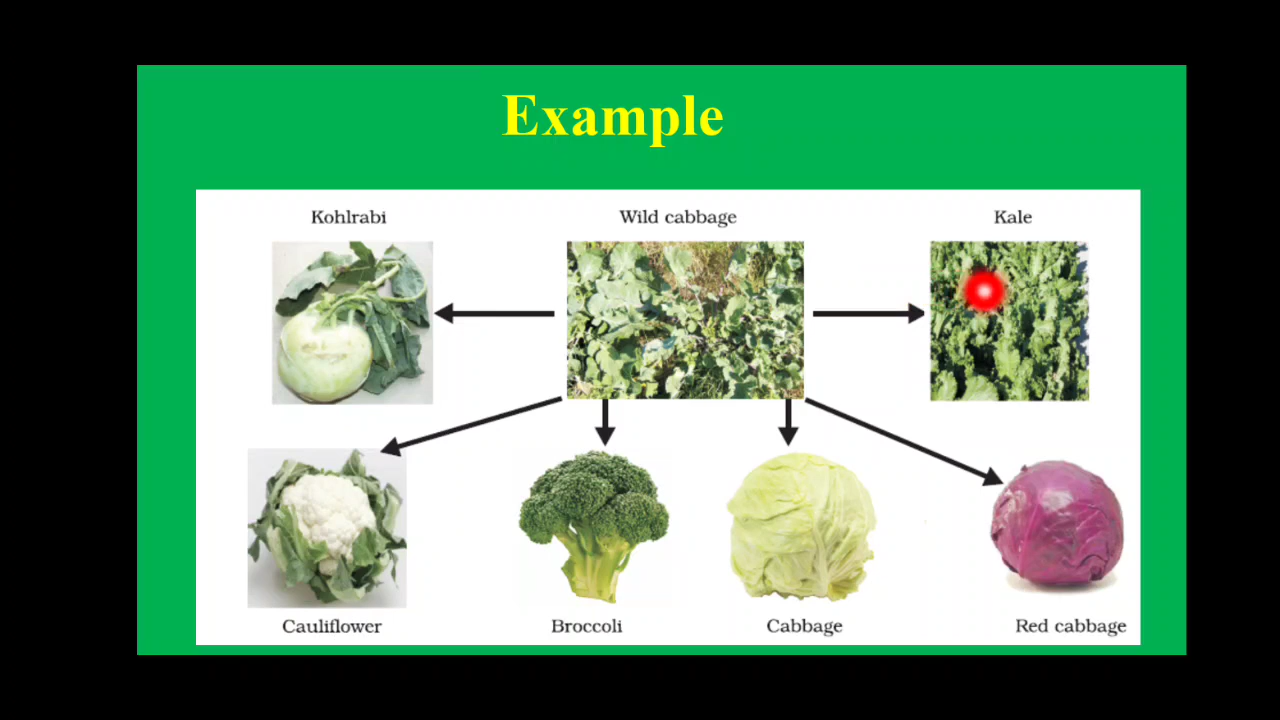 Example
Kohlrabi
Wild cabbage
Kale
Cauliflower
Broccoli
Cabbage
Red cabbage